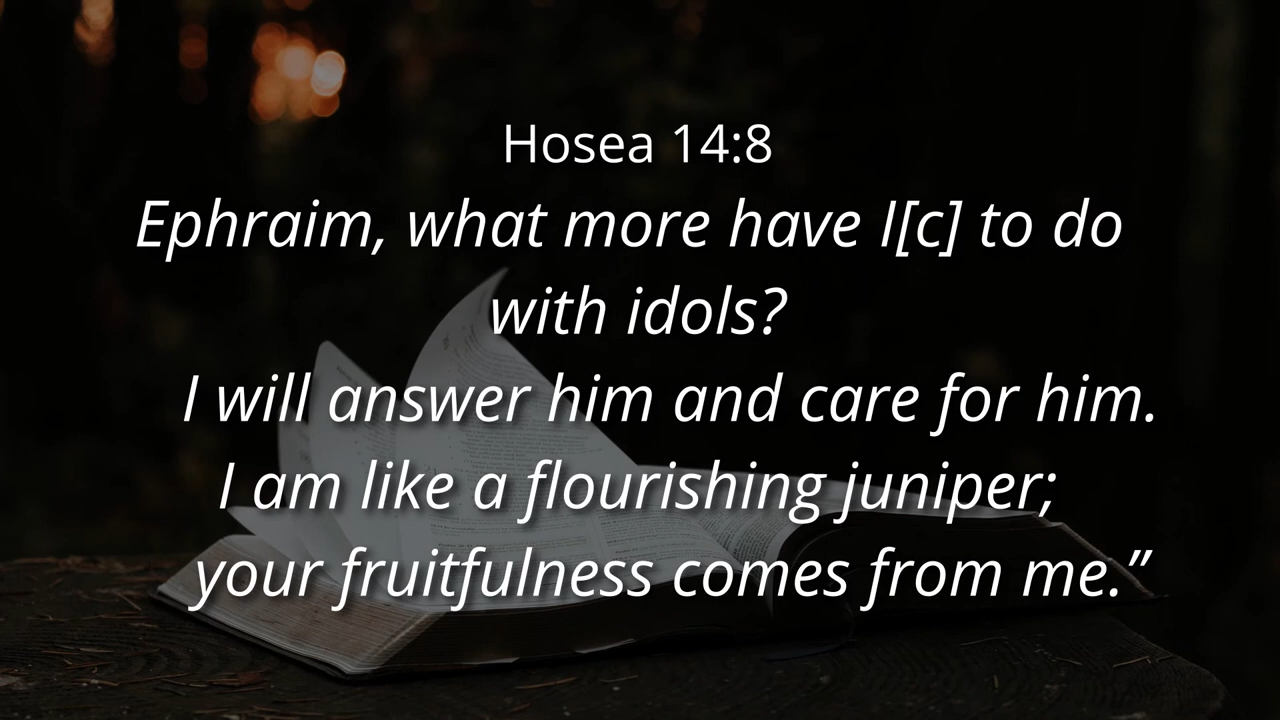 Hosea 14:8
Ephraim, what more have I[c] to do
with idols?
I will answer him and care for him.
I am like a flourishing juniper;
your fruitfulness comes from me.”